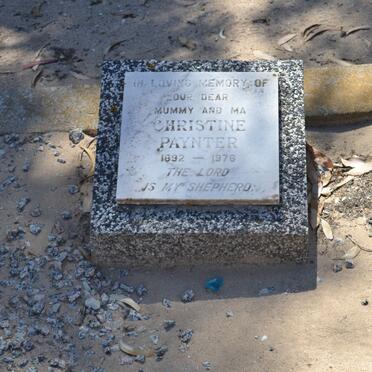 IN LOVING MEMORY OF
OUR DEAR
MUMMY AND MA
CHRISTINE
PAYNTER
1892 — 1976
THE LORD
IS MY SHEPHERD